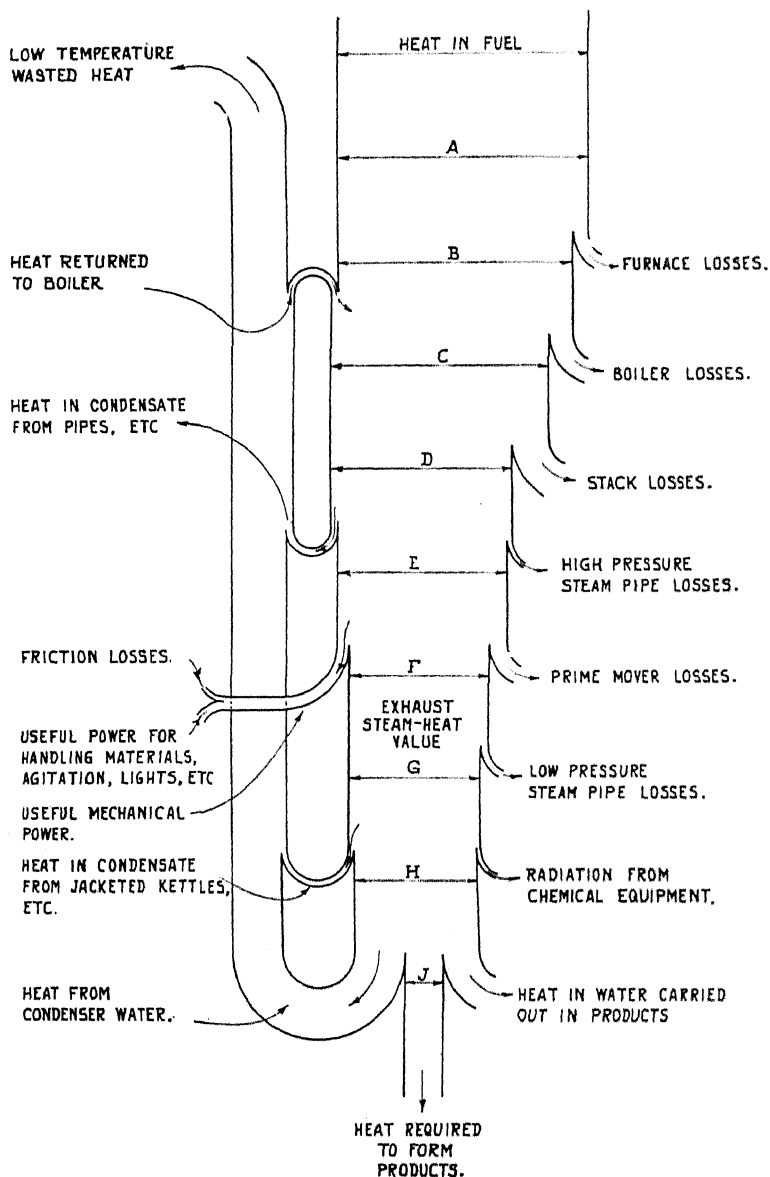 LOW TEMPERATURE
WASTED HEAT
HEAT IN FUEL
A
B
FURNACE LOSSES.
HEAT RETURNED
TO BOILER
C
BOILER LOSSES.
HEAT IN CONDENSATE
FROM PIPES, ETC
D
STACK LOSSES.
E
HIGH PRESSURE
STEAM PIPE LOSSES.
FRICTION LOSSES.
F
PRIME MOVER LOSSES.
EXHAUST
STEAM-HEAT
VALUE
USEFUL POWER FOR
HANDLING MATERIALS,
AGITATION, LIGHTS, ETC
G
LOW PRESSURE
STEAM PIPE LOSSES.
USEFUL MECHANICAL
POWER.
HEAT IN CONDENSATE
FROM JACKETED KETTLES,
ETC.
H
RADIATION FROM
CHEMICAL EQUIPMENT.
J
HEAT FROM
CONDENSER WATER.
HEAT IN WATER CARRIED
OUT IN PRODUCTS
HEAT REQUIRED
TO FORM
PRODUCTS.